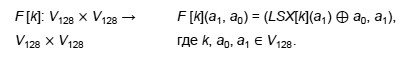 F [k]: V₁₂₈ × V₁₂₈ → F [k](a₁, a₀) = (LSX[k](a₁) ⊕ a₀, a₁),
V₁₂₈ × V₁₂₈ где k, a₀, a₁ ∈ V₁₂₈.